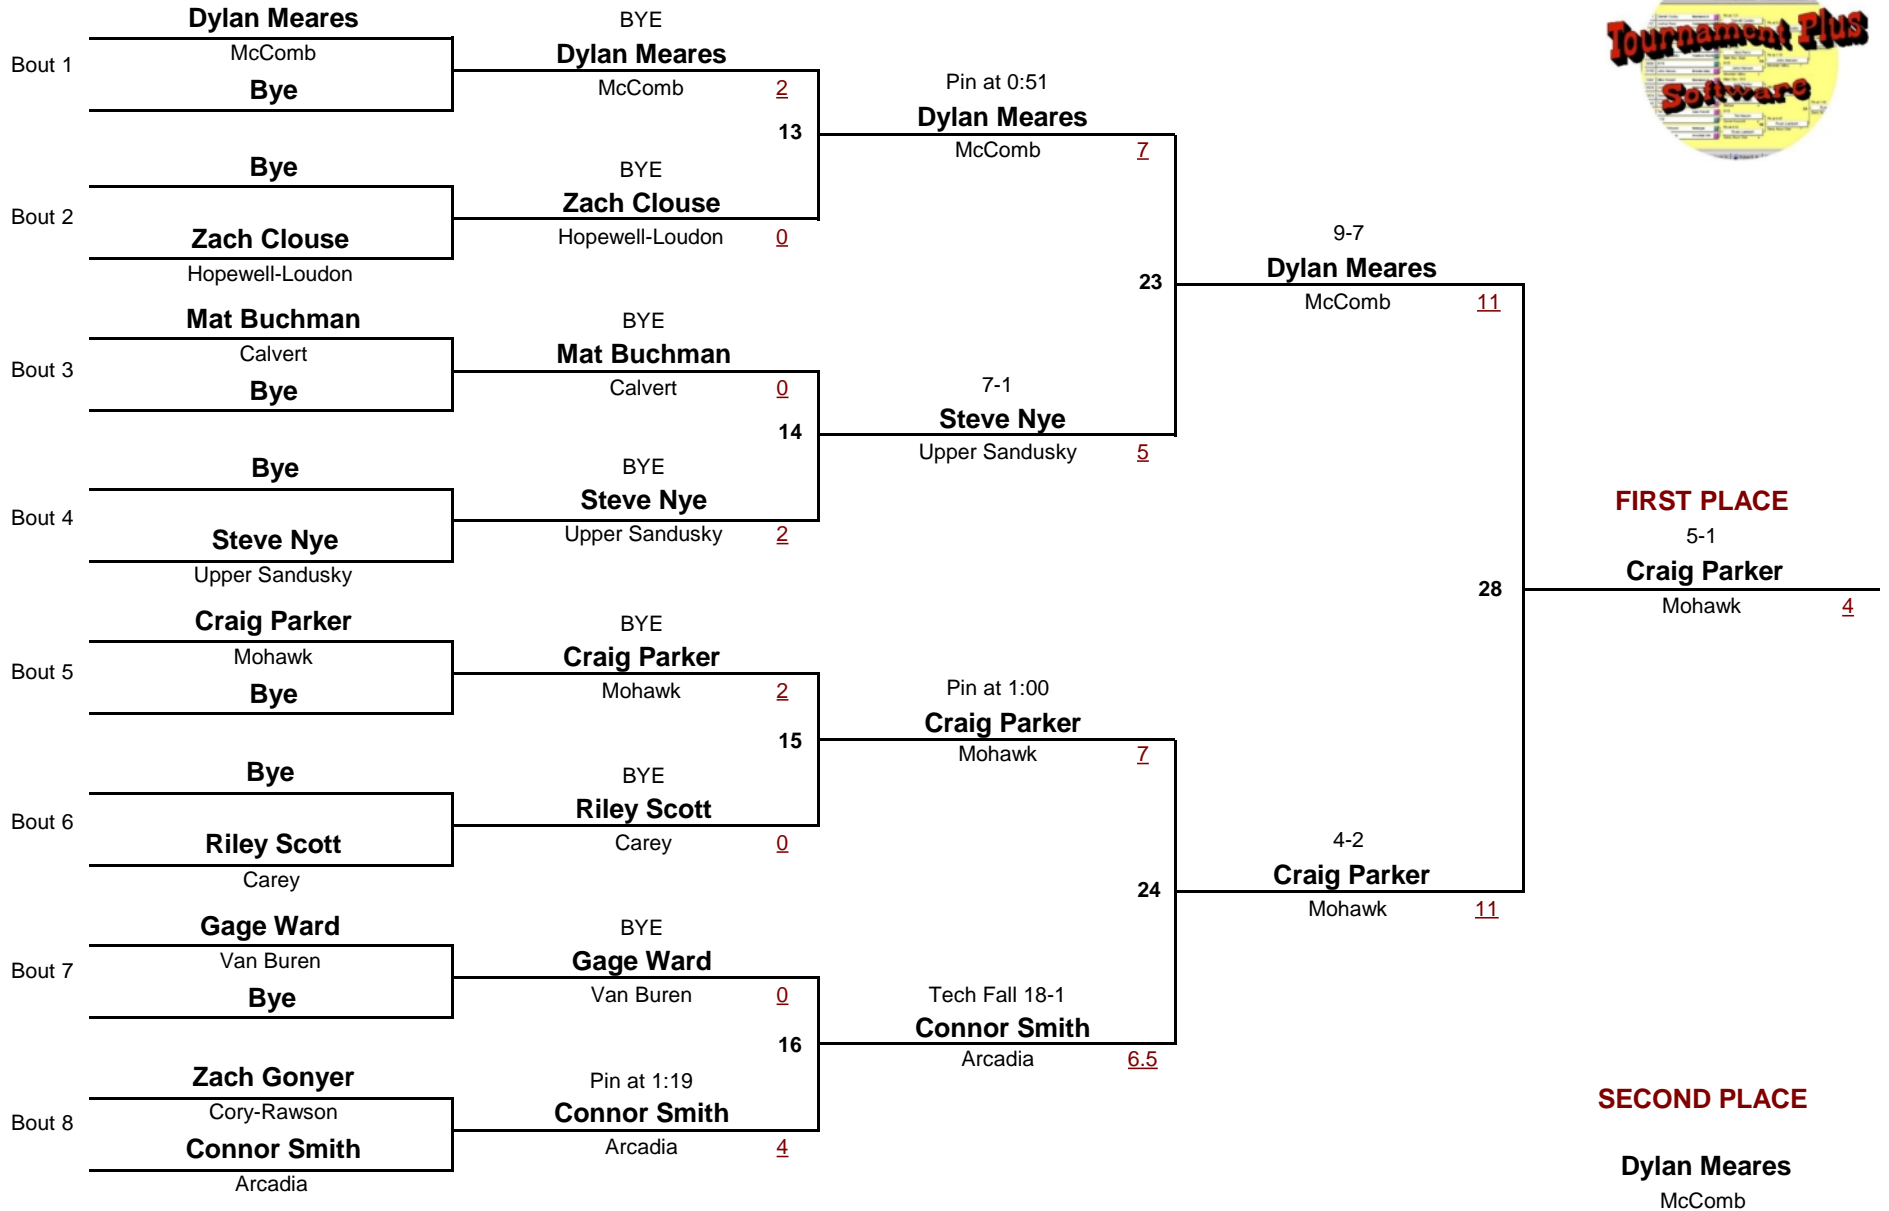 Tournament Plus
Software
Dylan Meares
McComb
Bout 1
Bye
Bye
Bout 2
Zach Clouse
Hopewell-Loudon
Mat Buchman
Calvert
Bout 3
Bye
Bye
Bout 4
Steve Nye
Upper Sandusky
Craig Parker
Mohawk
Bout 5
Bye
Bye
Bout 6
Riley Scott
Carey
Gage Ward
Van Buren
Bout 7
Bye
Zach Gonyer
Cory-Rawson
Bout 8
Connor Smith
Arcadia
BYE
Dylan Meares
McComb 2
13
BYE
Zach Clouse
Hopewell-Loudon 0
BYE
Mat Buchman
Calvert 0
14
BYE
Steve Nye
Upper Sandusky 2
BYE
Craig Parker
Mohawk 2
15
BYE
Riley Scott
Carey 0
BYE
Gage Ward
Van Buren 0
16
Pin at 1:19
Connor Smith
Arcadia 4
Pin at 0:51
Dylan Meares
McComb 7
23
7-1
Steve Nye
Upper Sandusky 5
Pin at 1:00
Craig Parker
Mohawk 7
24
Tech Fall 18-1
Connor Smith
Arcadia 6.5
9-7
Dylan Meares
McComb 11
28
4-2
Craig Parker
Mohawk 11
FIRST PLACE
5-1
Craig Parker
Mohawk 4
SECOND PLACE
Dylan Meares
McComb